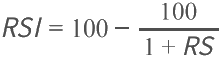 RSI = 100 − 100 / (1 + RS)